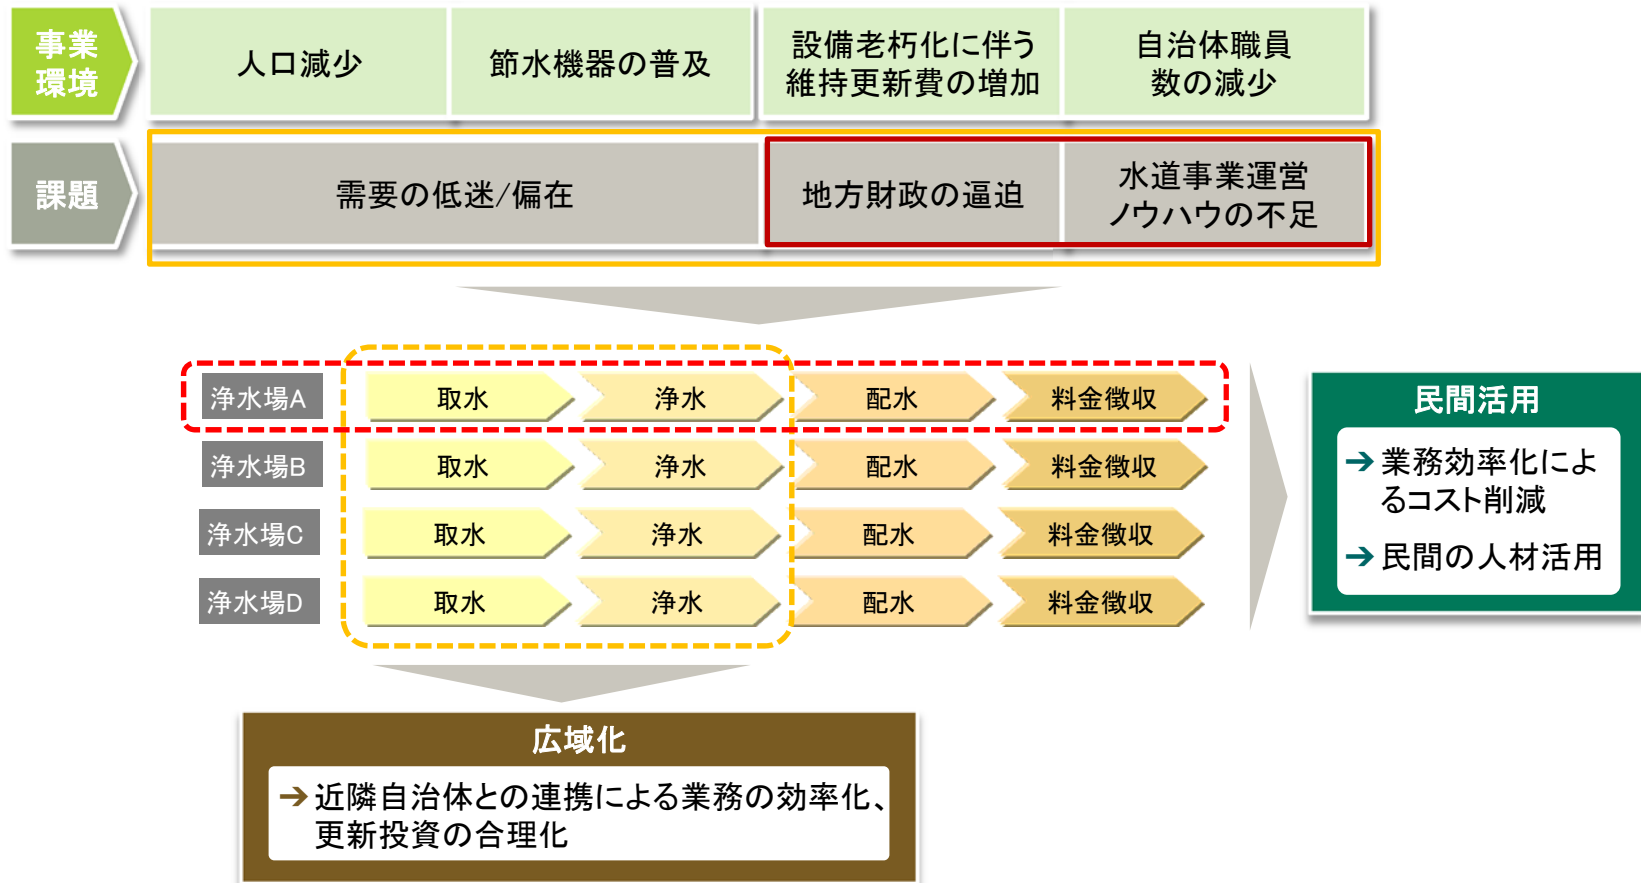 事業
環境
人口減少
節水機器の普及
設備老朽化に伴う
維持更新費の増加
自治体職員
数の減少
課題
需要の低迷/偏在
地方財政の逼迫
水道事業運営
ノウハウの不足
浄水場A
取水
浄水
配水
料金徴収
浄水場B
取水
浄水
配水
料金徴収
浄水場C
取水
浄水
配水
料金徴収
浄水場D
取水
浄水
配水
料金徴収
民間活用
➔業務効率化によ
るコスト削減
➔民間の人材活用
広域化
➔近隣自治体との連携による業務の効率化、
更新投資の合理化